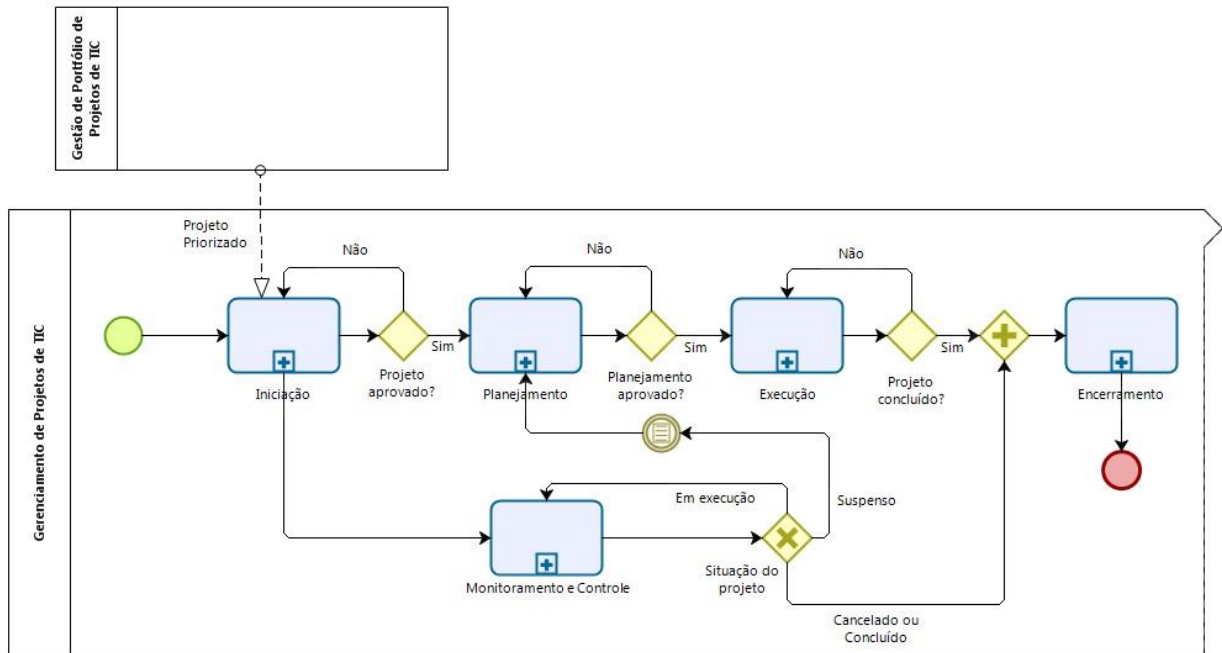 Gestão de Portfólio de
Projetos de TIC
Projeto
Priorizado
Gerenciamento de Projetos de TIC
Não
Não
Não
Sim
Sim
Sim
Iniciação
Projeto
aprovado?
Planejamento
Planejamento
aprovado?
Execução
Projeto
concluído?
Encerramento
Em execução
Suspenso
Monitoramento e Controle
Situação do
projeto
Cancelado ou
Concluído